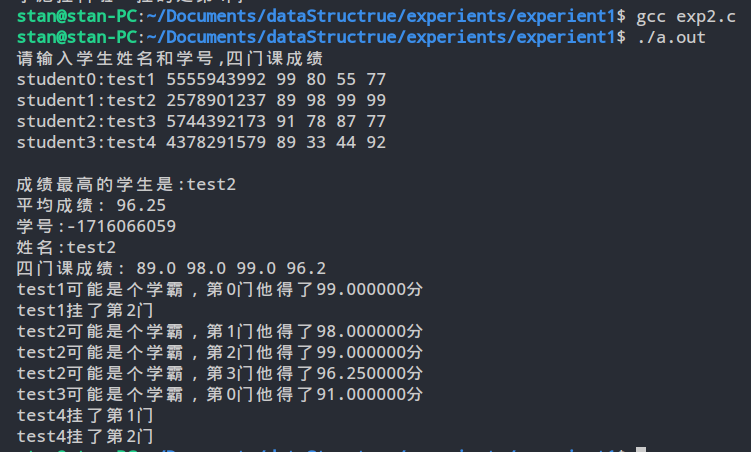 stan@stan-PC:~/Documents/dataStructrue/experients/experient1$ gcc exp2.c
stan@stan-PC:~/Documents/dataStructrue/experients/experient1$ ./a.out
请输入学生姓名和学号,四门课成绩
student0:test1 5555943992 99 80 55 77
student1:test2 2578901237 89 98 99 99
student2:test3 5744392173 91 78 87 77
student3:test4 4378291579 89 33 44 92
成绩最高的学生是:test2
平均成绩: 96.25
学号:-1716066059
姓名:test2
四门课成绩: 89.0 98.0 99.0 96.2
test1可能是个学霸，第0门他得了99.000000分
test1挂了第2门
test2可能是个学霸，第1门他得了98.000000分
test2可能是个学霸，第2门他得了99.000000分
test2可能是个学霸，第3门他得了96.250000分
test3可能是个学霸，第0门他得了91.000000分
test4挂了第1门
test4挂了第2门